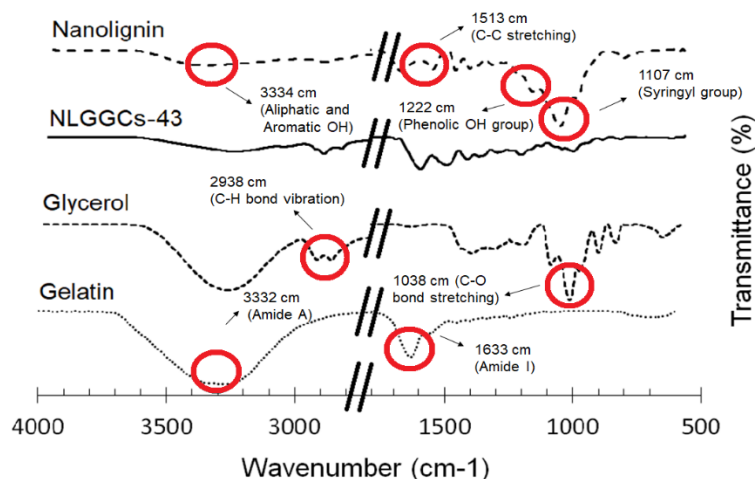 Nanolignin
1513 cm
(C-C stretching)
3334 cm
(Aliphatic and
Aromatic OH)
1222 cm
(Phenolic OH group)
1107 cm
(Syringyl group)
NLGGCs-43
2938 cm
(C-H bond vibration)
Glycerol
1038 cm (C-O
bond stretching)
Gelatin
3332 cm
(Amide A)
1633 cm
(Amide I)
Transmittance (%)
4000
3500
3000
1500
1000
500
Wavenumber (cm-1)